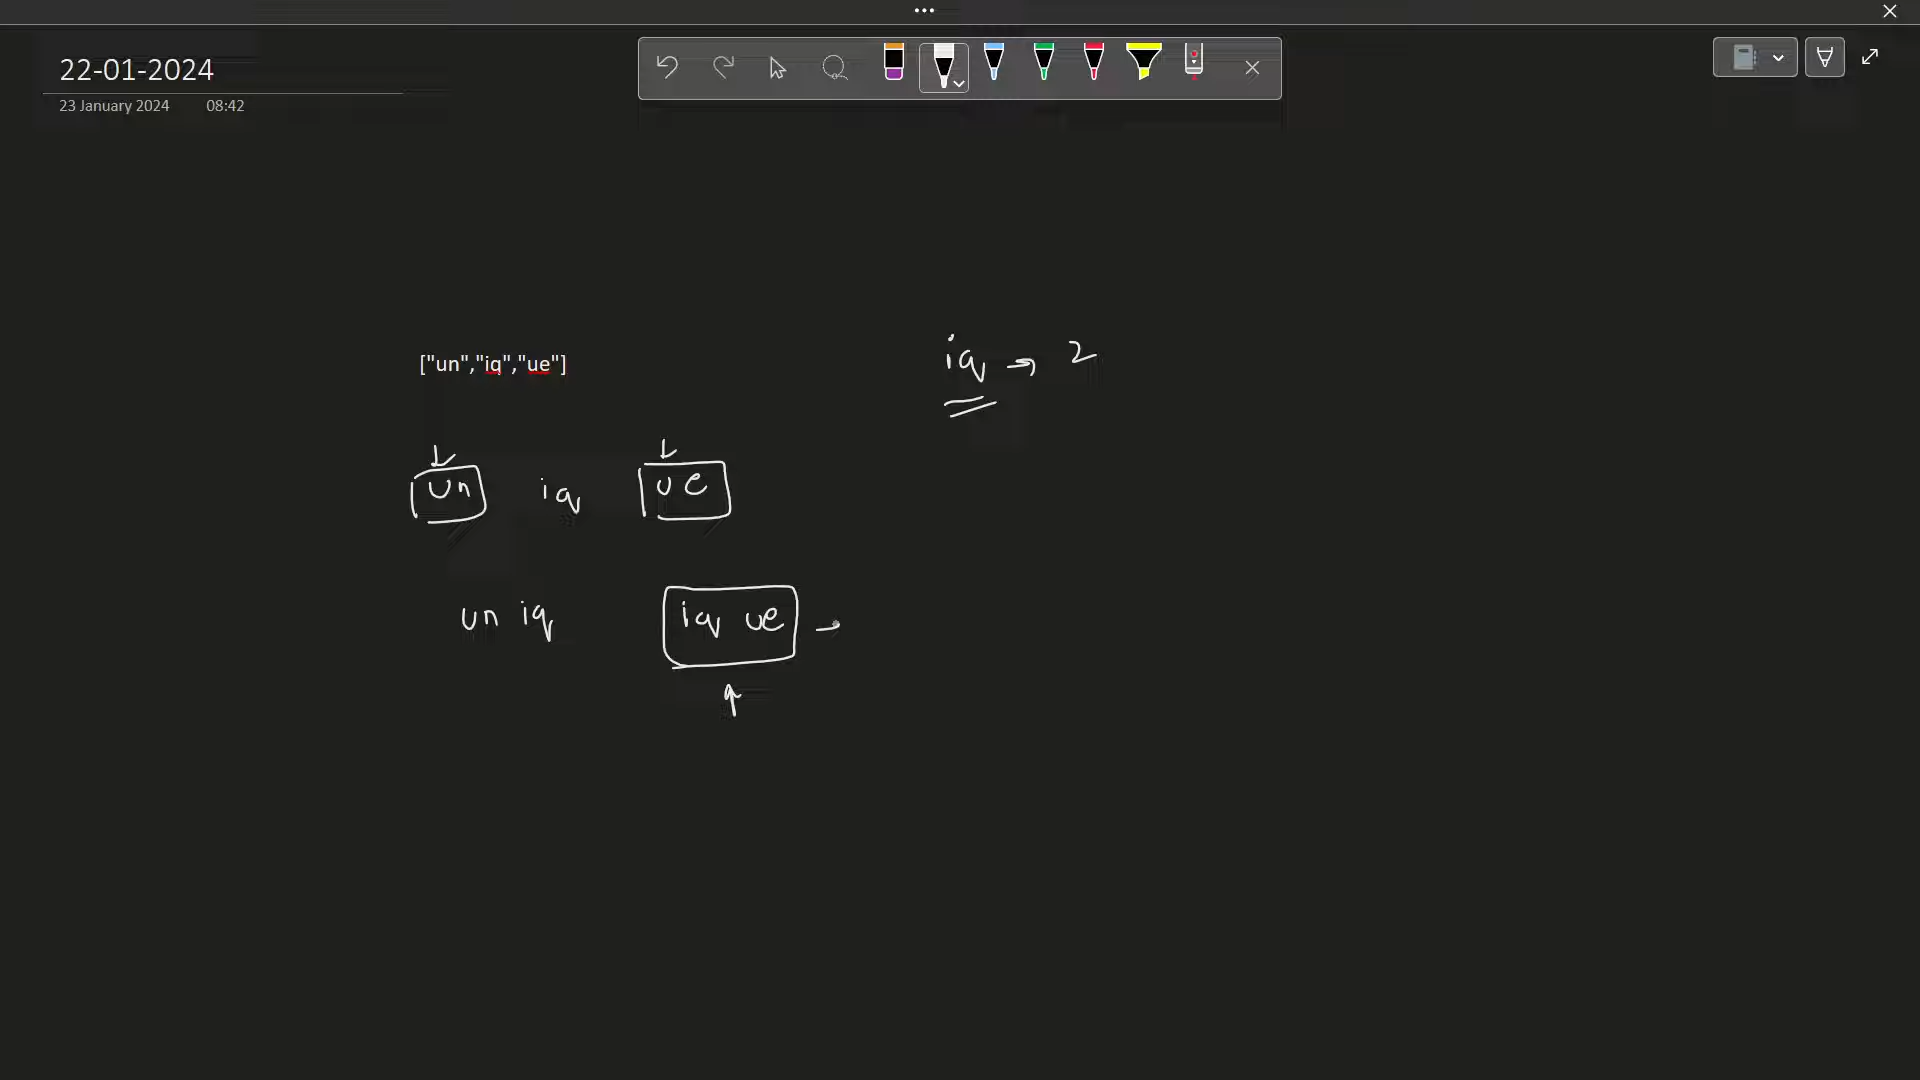 22-01-2024
23 January 2024 08:42
["un","iq","ue"]
iq → 2
un iq ue
un iq iq ue →